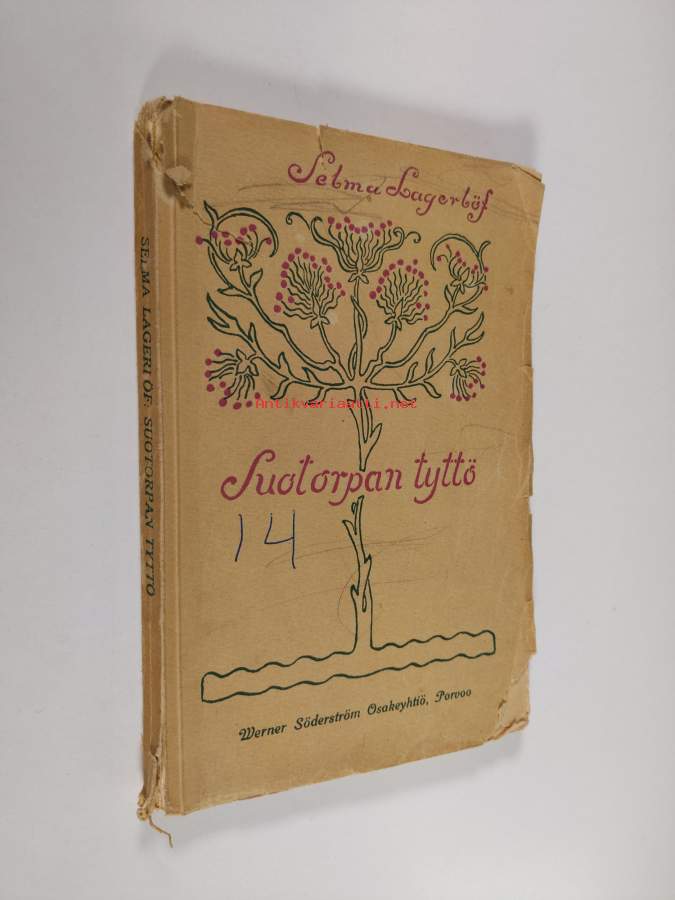 Selma Lagerlöf
Antikvariaatti.net
Suotorpan tyttö
14
Werner Söderström Osakeyhtiö, Porvoo
SELMA LAGERLÖF: SUOTORPAN TYTTÖ